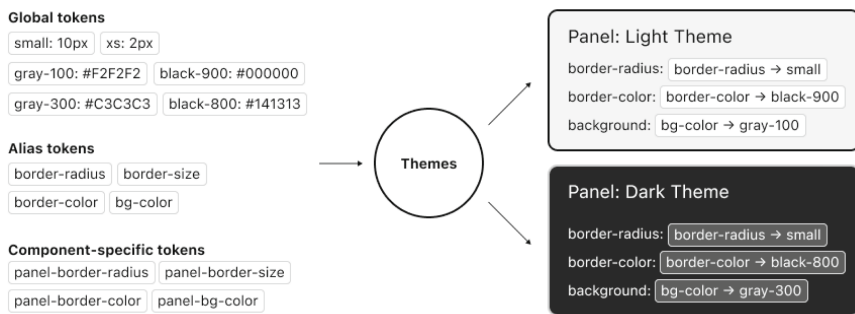 Global tokens
small: 10px xs: 2px
gray-100: #F2F2F2 black-900: #000000
gray-300: #C3C3C3 black-800: #141313
Alias tokens
border-radius border-size
border-color bg-color
Component-specific tokens
panel-border-radius panel-border-size
panel-border-color panel-bg-color
Themes
Panel: Light Theme
border-radius: border-radius → small
border-color: border-color → black-900
background: bg-color → gray-100
Panel: Dark Theme
border-radius: border-radius → small
border-color: border-color → black-800
background: bg-color → gray-300